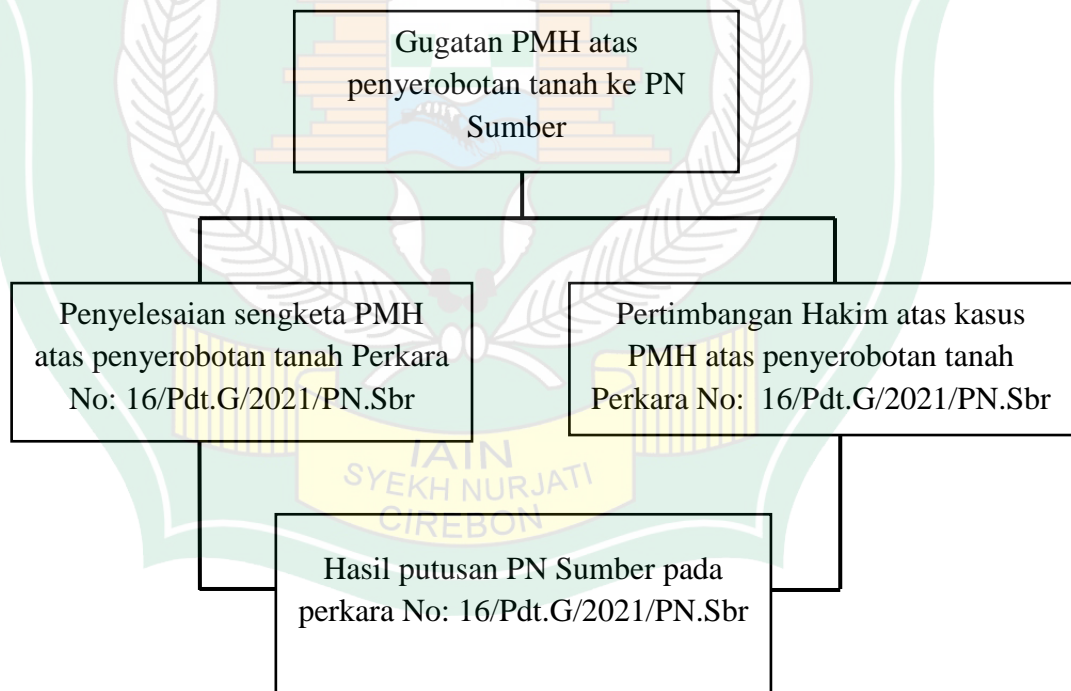 Gugatan PMH atas
penyerobotan tanah ke PN
Sumber
Penyelesaian sengketa PMH
atas penyerobotan tanah Perkara
No: 16/Pdt.G/2021/PN.Sbr
Pertimbangan Hakim atas kasus
PMH atas penyerobotan tanah
Perkara No:  16/Pdt.G/2021/PN.Sbr
IAIN
SYEKH NURJATI
CIREBON
Hasil putusan PN Sumber pada
perkara No: 16/Pdt.G/2021/PN.Sbr